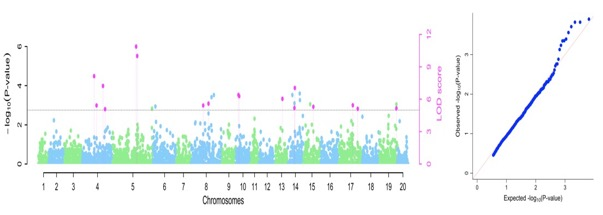 −log₁₀(P-value)
0 2 4 6
LOD score
0 3 6 9 12
1 2 3 4 5 6 7 8 9 10 11 12 13 14 15 16 17 18 19 20
Chromosomes
Observed -log₁₀(P-value)
0 1 2 3
0 1 2 3
Expected -log₁₀(P-value)